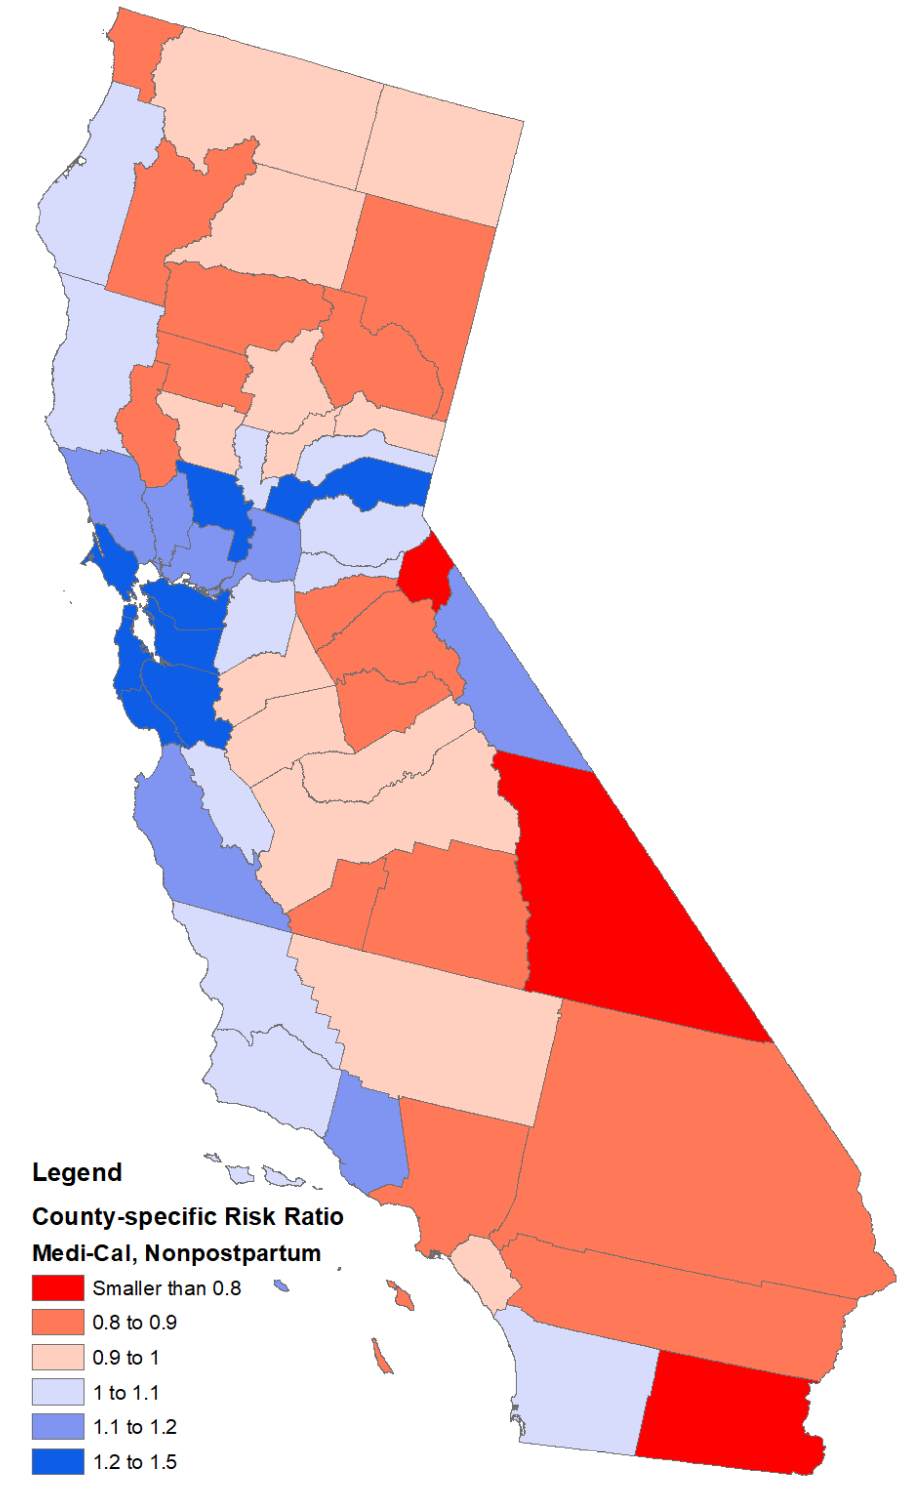 Legend
County-specific Risk Ratio
Medi-Cal, Nonpostpartum
Smaller than 0.8
0.8 to 0.9
0.9 to 1
1 to 1.1
1.1 to 1.2
1.2 to 1.5